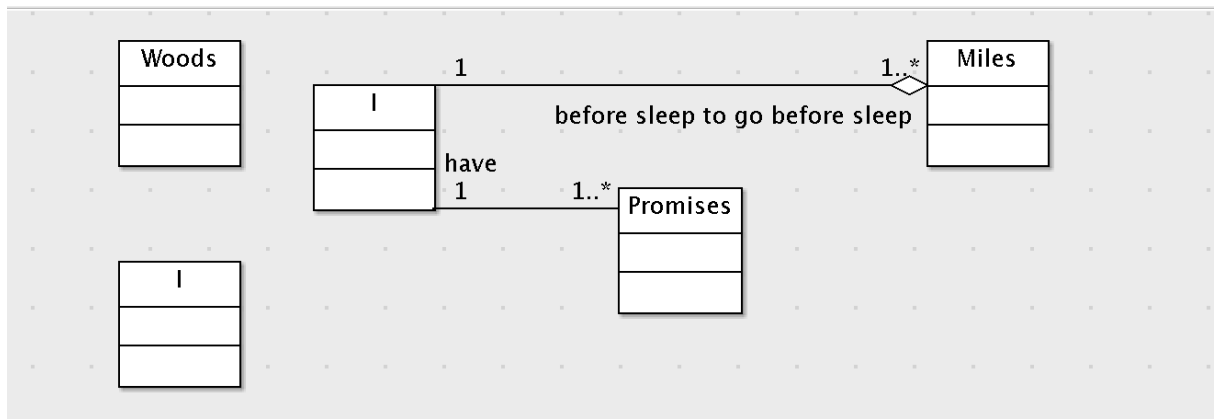 Woods
1
1..*
Miles
I
before sleep to go before sleep
have
1
1..*
Promises
I